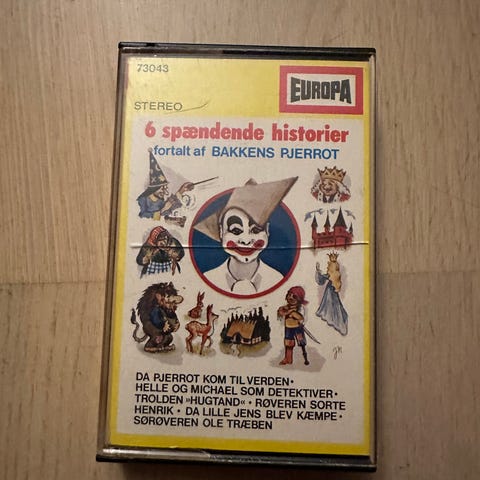 73043
EUROPA
STEREO
6 spændende historier
fortalt af BAKKENS PJERROT
JK
DA PJERROT KOM TIL VERDEN •
HELLE OG MICHAEL SOM DETEKTIVER •
TROLDEN »HUGTAND« • RØVEREN SORTE
HENRIK • DA LILLE JENS BLEV KÆMPE •
SØRØVEREN OLE TRÆBEN